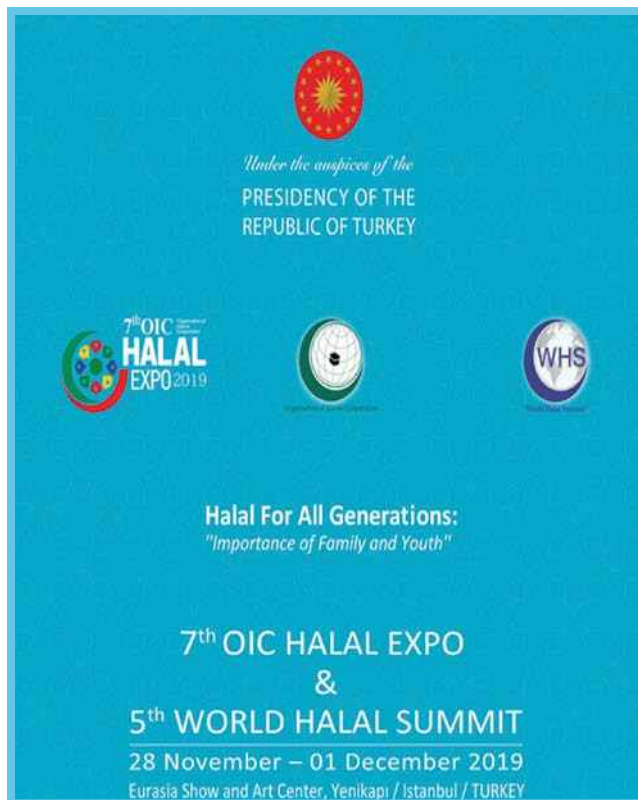 Under the auspices of the
PRESIDENCY OF THE
REPUBLIC OF TURKEY
7th OIC
HALAL
EXPO 2019
WHS
Halal For All Generations:
"Importance of Family and Youth"
7th OIC HALAL EXPO
&
5th WORLD HALAL SUMMIT
28 November – 01 December 2019
Eurasia Show and Art Center, Yenikapı / Istanbul / TURKEY